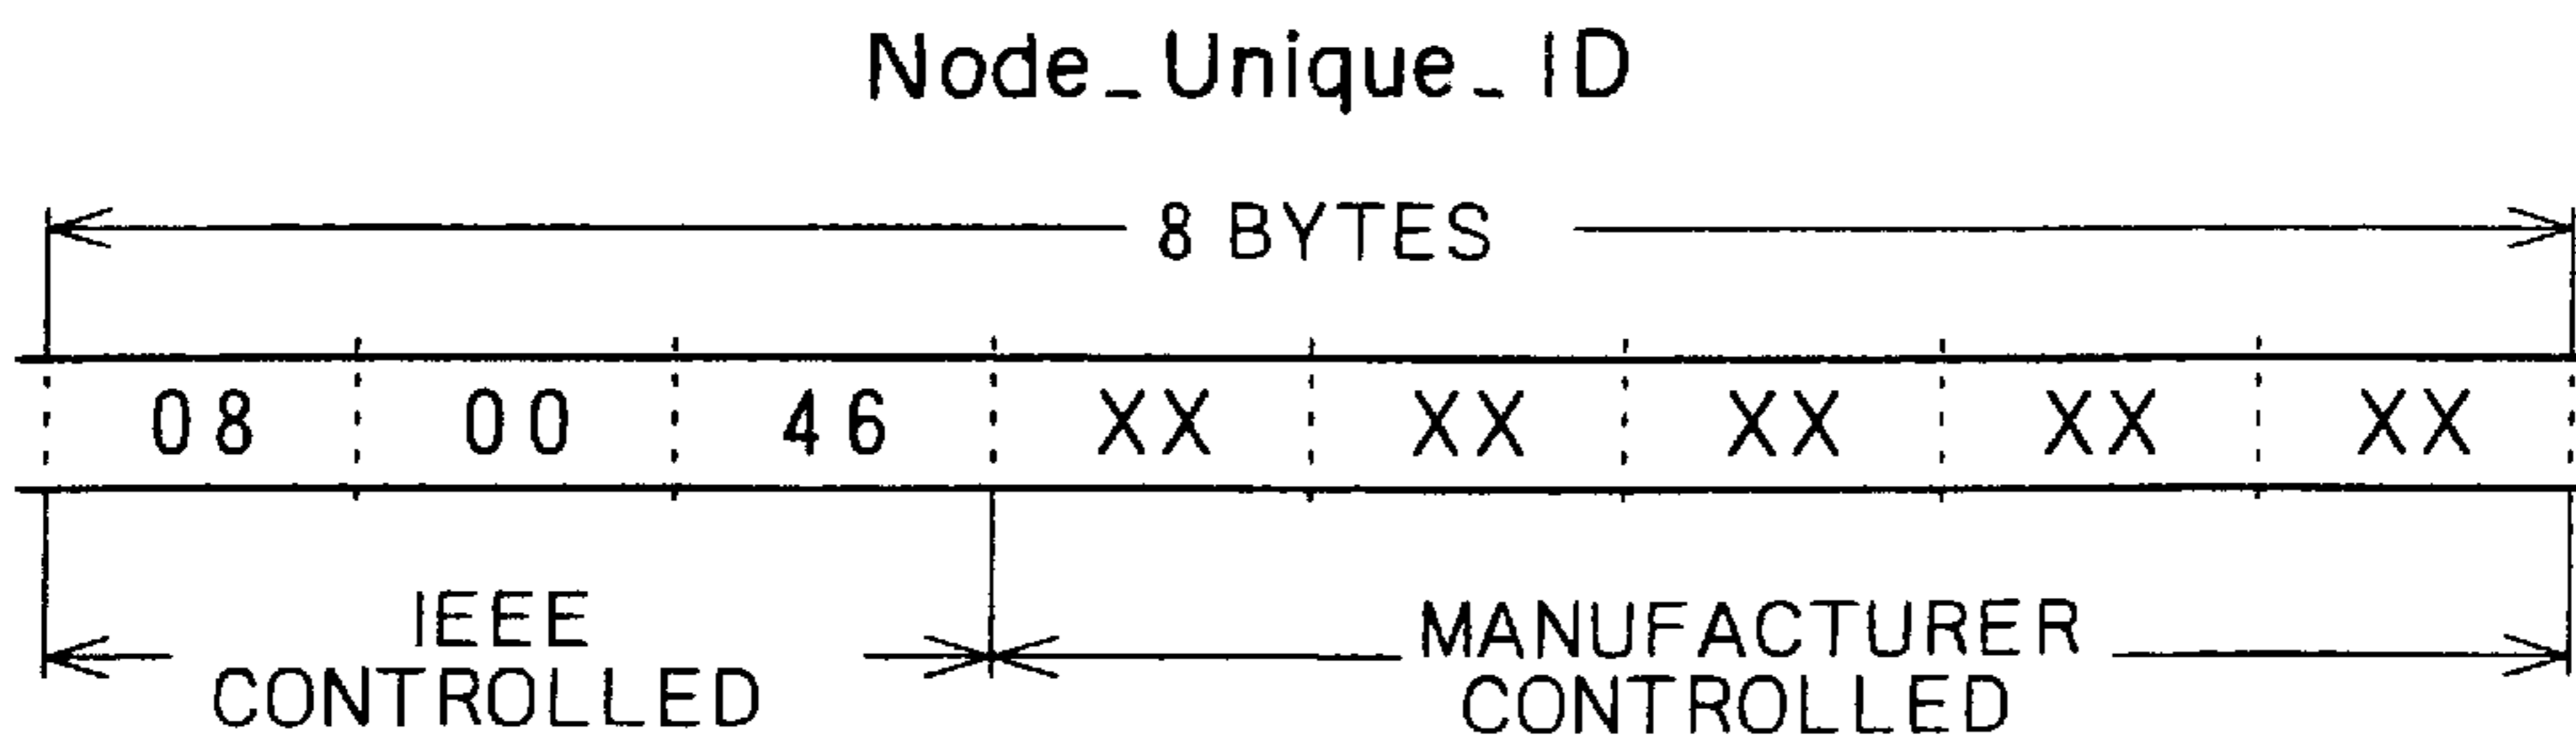 Node_Unique_ID
8 BYTES
08 00 46 XX XX XX XX XX
IEEE CONTROLLED
MANUFACTURER CONTROLLED